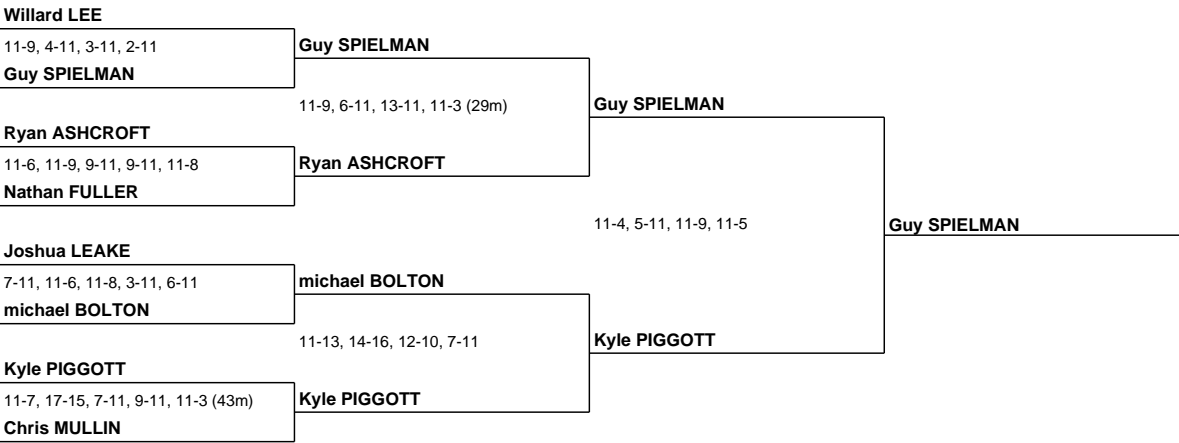 Willard LEE
11-9, 4-11, 3-11, 2-11
Guy SPIELMAN
Guy SPIELMAN
11-9, 6-11, 13-11, 11-3 (29m)
Guy SPIELMAN
Ryan ASHCROFT
11-6, 11-9, 9-11, 9-11, 11-8
Ryan ASHCROFT
Nathan FULLER
11-4, 5-11, 11-9, 11-5
Guy SPIELMAN
Joshua LEAKE
7-11, 11-6, 11-8, 3-11, 6-11
michael BOLTON
michael BOLTON
11-13, 14-16, 12-10, 7-11
Kyle PIGGOTT
Kyle PIGGOTT
11-7, 17-15, 7-11, 9-11, 11-3 (43m)
Kyle PIGGOTT
Chris MULLIN